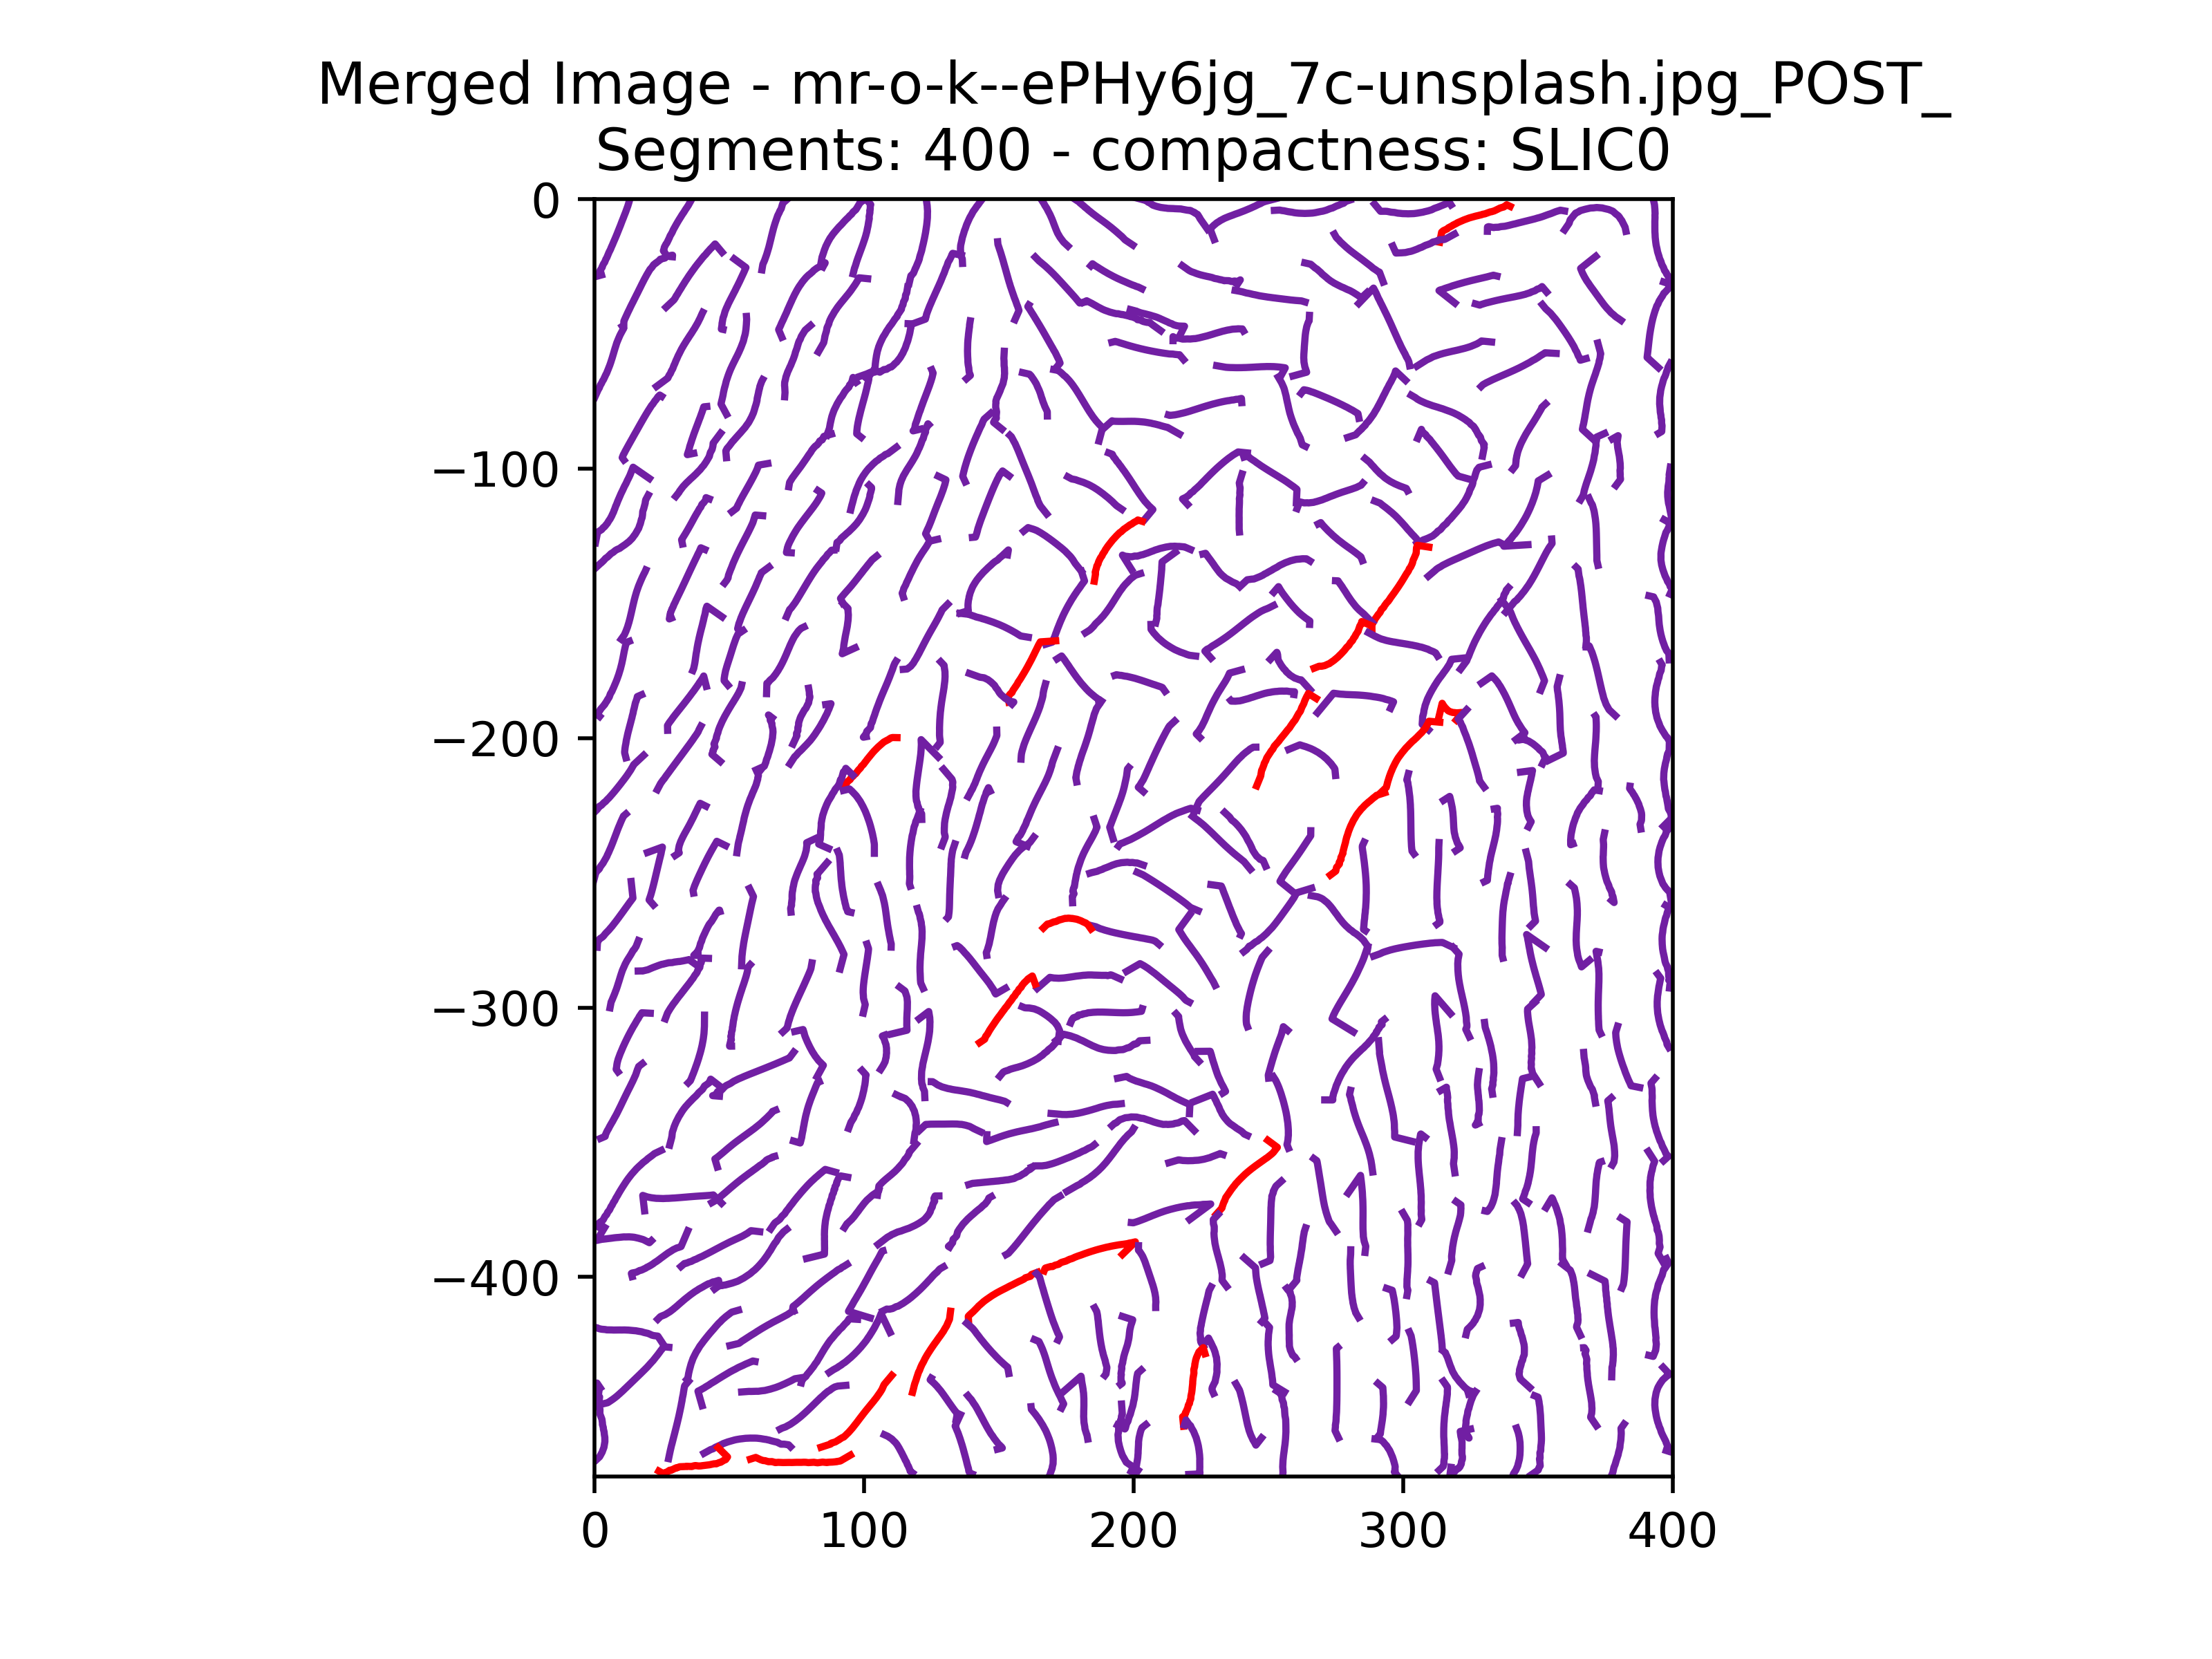 Merged Image - mr-o-k--ePHy6jg_7c-unsplash.jpg_POST_
Segments: 400 - compactness: SLIC0
0
−100
−200
−300
−400
0 100 200 300 400